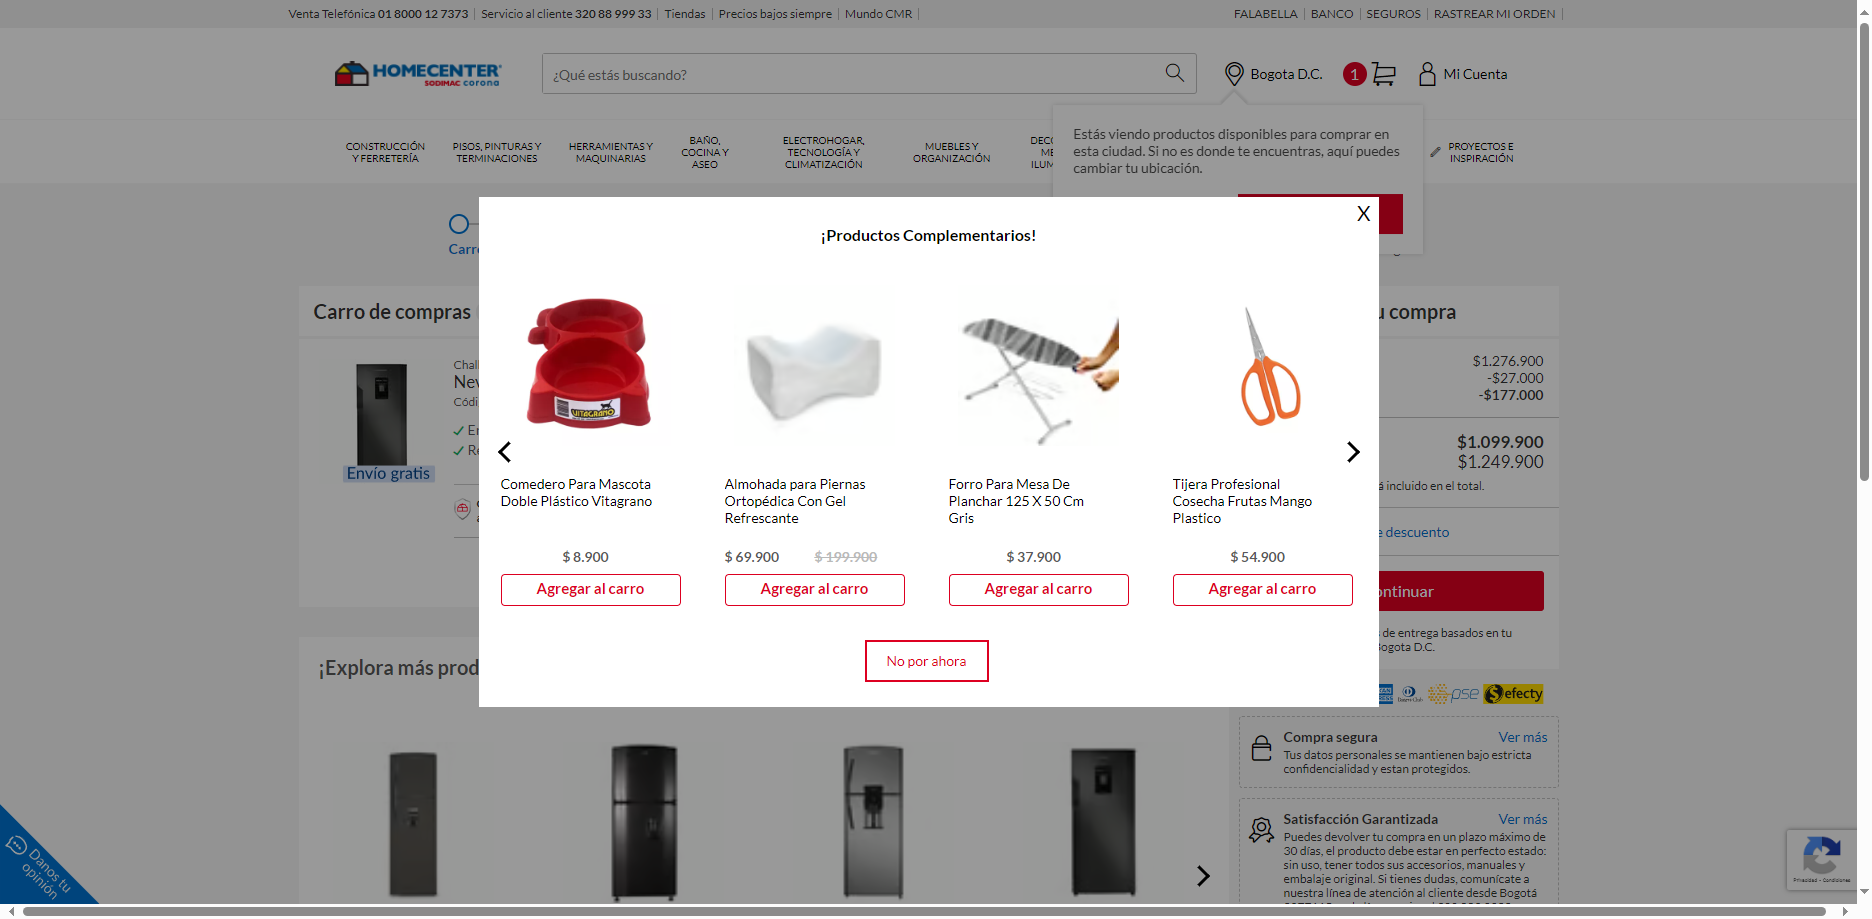 Venta Telefónica 01 8000 12 7373
Servicio al cliente 320 88 999 33
Tiendas
Precios bajos siempre
Mundo CMR
FALABELLA
BANCO
SEGUROS
RASTREAR MI ORDEN
HOMECENTER
SODIMAC corona
¿Qué estás buscando?
Bogota D.C.
1
Mi Cuenta
CONSTRUCCIÓN
Y FERRETERÍA
PISOS, PINTURAS Y
TERMINACIONES
HERRAMIENTAS Y
MAQUINARIAS
BAÑO,
COCINA Y
ASEO
ELECTROHOGAR,
TECNOLOGÍA Y
CLIMATIZACIÓN
MUEBLES Y
ORGANIZACIÓN
PROYECTOS E
INSPIRACIÓN
Estás viendo productos disponibles para comprar en
esta ciudad. Si no es donde te encuentras, aquí puedes
cambiar tu ubicación.
X
¡Productos Complementarios!
VITAGRANO
Comedero Para Mascota
Doble Plástico Vitagrano
$ 8.900
Agregar al carro
Almohada para Piernas
Ortopédica Con Gel
Refrescante
$ 69.900 $ 199.900
Agregar al carro
Forro Para Mesa De
Planchar 125 X 50 Cm
Gris
$ 37.900
Agregar al carro
Tijera Profesional
Cosecha Frutas Mango
Plastico
$ 54.900
Agregar al carro
No por ahora
Carro de compras
Envío gratis
¡Explora más prod
u compra
$1.276.900
-$27.000
-$177.000
$1.099.900
$1.249.900
á incluido en el total.
e descuento
ontinuar
s de entrega basados en tu
Bogota D.C.
pse
efecty
Compra segura
Ver más
Tus datos personales se mantienen bajo estricta
confidencialidad y estan protegidos.
Satisfacción Garantizada
Ver más
Puedes devolver tu compra en un plazo máximo de
30 días, el producto debe estar en perfecto estado:
sin uso, tener todos sus accesorios, manuales y
embalaje original. Si tienes dudas, comunícate a
nuestra línea de atención al cliente desde Bogotá
Danos tu
opinión
Privacidad - Condiciones